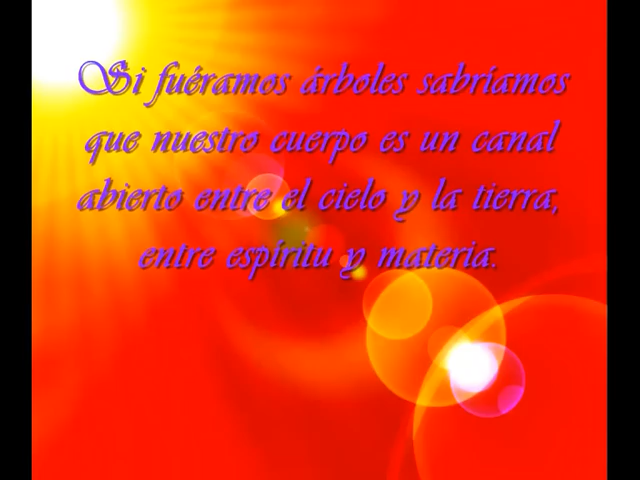 Si fuéramos árboles sabríamos
que nuestro cuerpo es un canal
abierto entre el cielo y la tierra,
entre espíritu y materia.